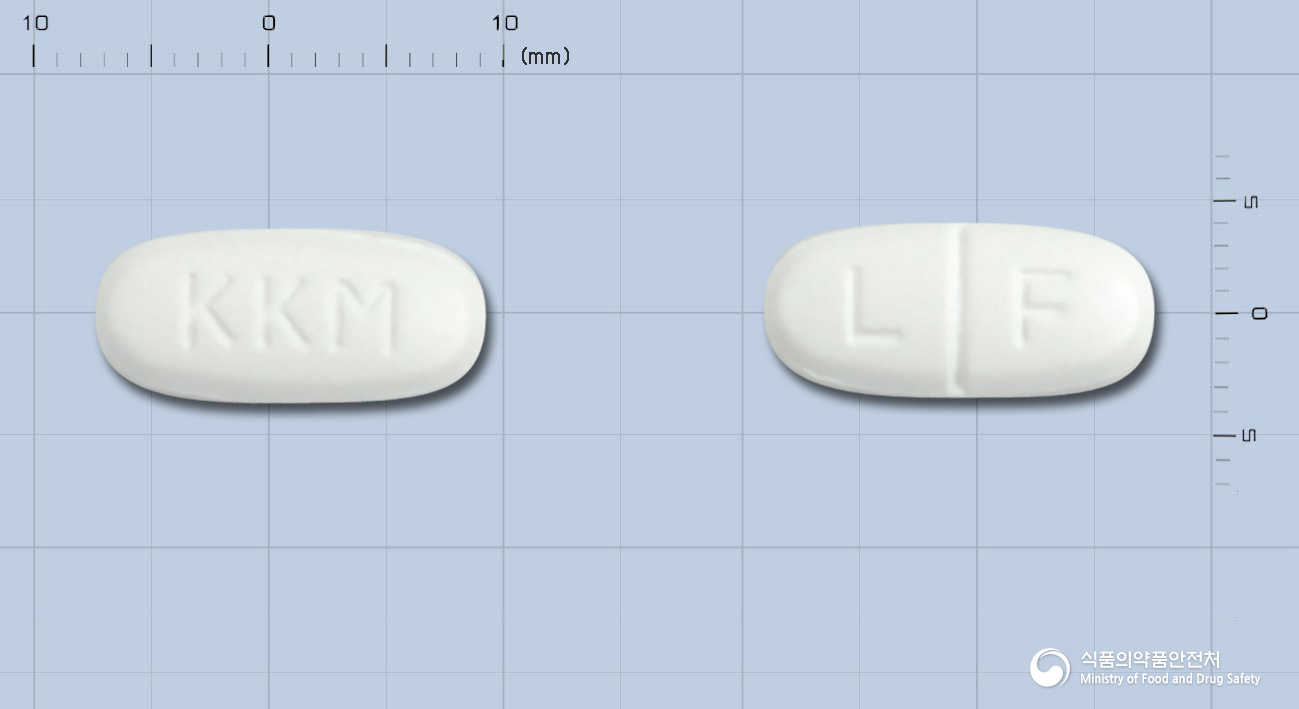 10 0 10
(mm)
KKM
L F
5
0
5
식품의약품안전처
Ministry of Food and Drug Safety